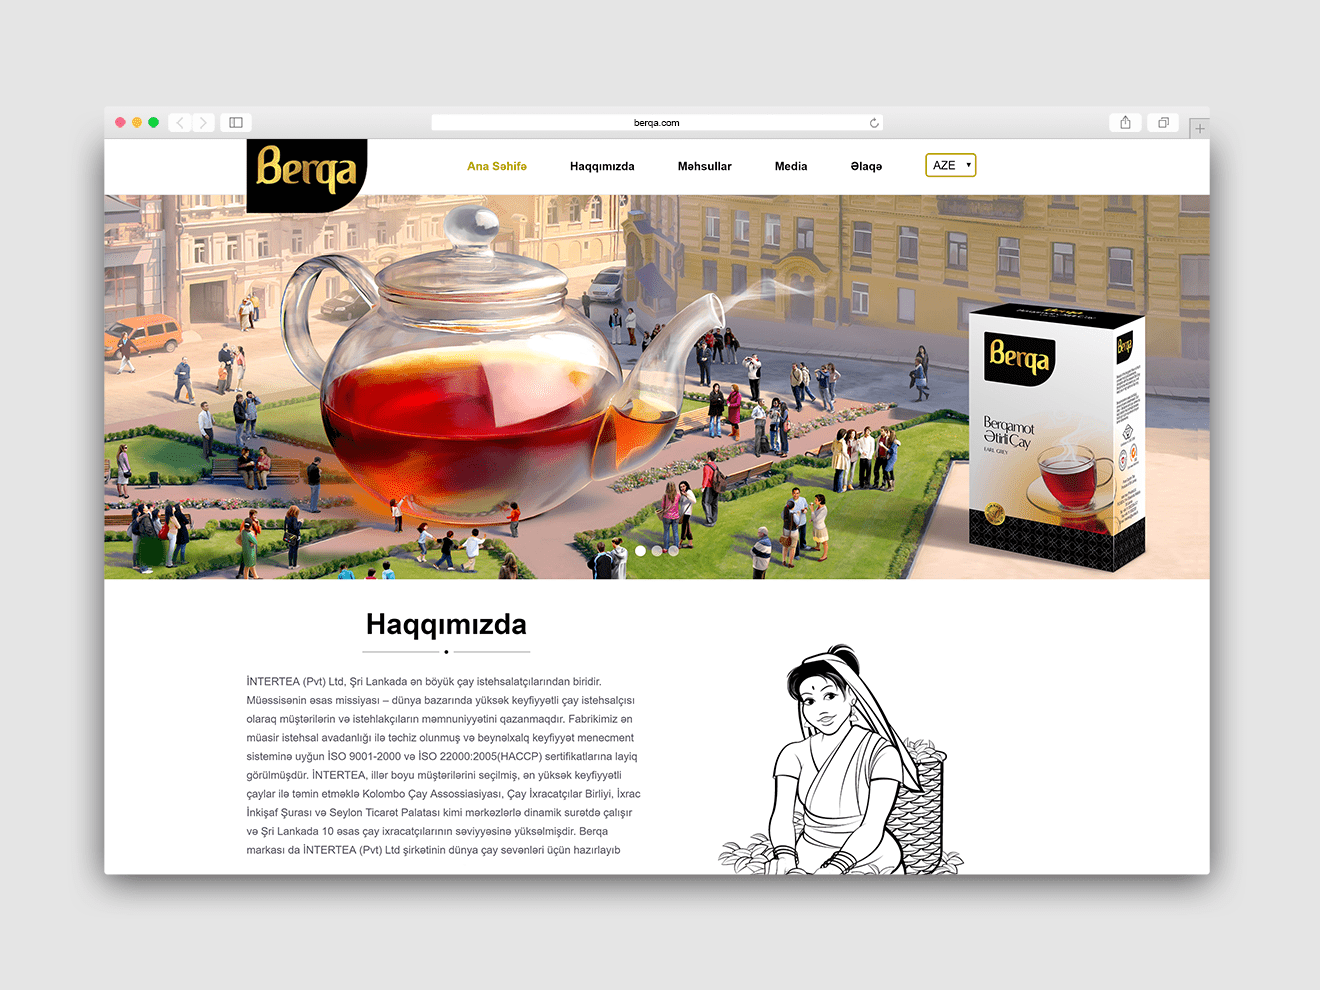 berqa.com
Berqa
Ana Səhifə
Haqqımızda
Məhsullar
Media
Əlaqə
AZE
Berqa
Berqa
Berqa
Berqamot
Ətirli Çay
EARL GREY
Haqqımızda
İNTERTEA (Pvt) Ltd, Şri Lankada ən böyük çay istehsalatçılarından biridir.
Müəssisənin əsas missiyası – dünya bazarında yüksək keyfiyyətli çay istehsalçısı
olaraq müştərilərin və istehlakçıların məmnuniyyətini qazanmaqdır. Fabrikimiz ən
müasir istehsal avadanlığı ilə təchiz olunmuş və beynəlxalq keyfiyyət menecment
sisteminə uyğun İSO 9001-2000 və İSO 22000:2005(HACCP) sertifikatlarına layiq
görülmüşdür. İNTERTEA, illər boyu müştərilərini seçilmiş, ən yüksək keyfiyyətli
çaylar ilə təmin etməklə Kolombo Çay Assossiasiyası, Çay İxracatçılar Birliyi, İxrac
İnkişaf Şurası və Seylon Ticarət Palatası kimi mərkəzlərlə dinamik surətdə çalışır
və Şri Lankada 10 əsas çay ixracatçılarının səviyyəsinə yüksəlmişdir. Berqa
markası da İNTERTEA (Pvt) Ltd şirkətinin dünya çay sevənləri üçün hazırlayıb